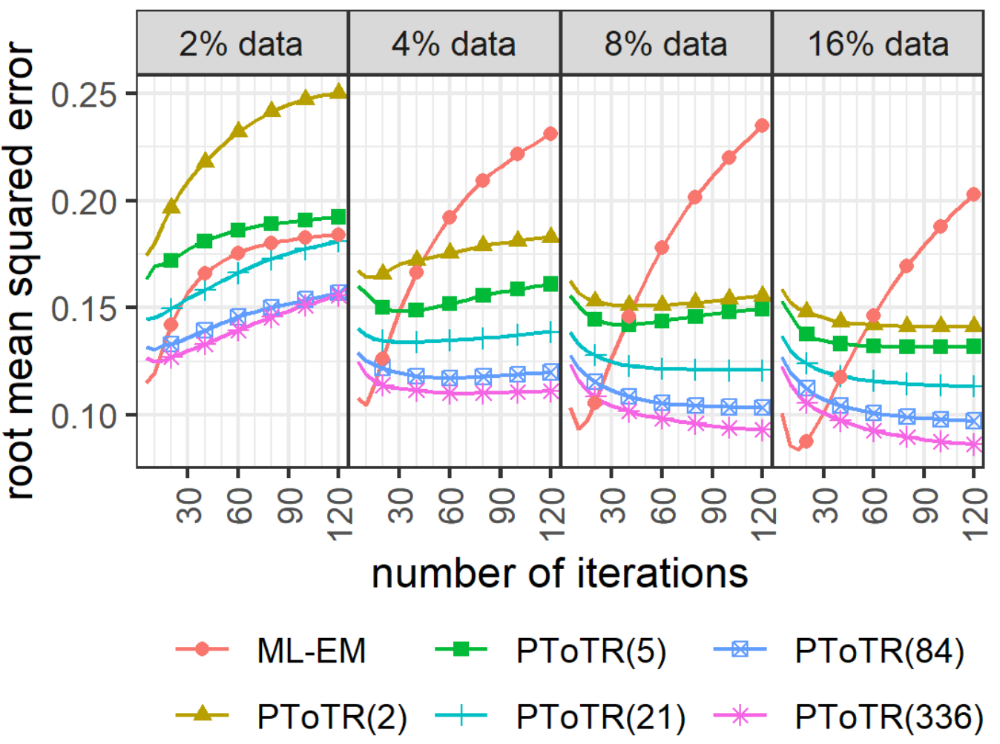 2% data 4% data 8% data 16% data
root mean squared error
0.25
0.20
0.15
0.10
30 60 90 120 30 60 90 120 30 60 90 120 30 60 90 120
number of iterations
ML-EM PToTR(5) PToTR(84)
PToTR(2) PToTR(21) PToTR(336)